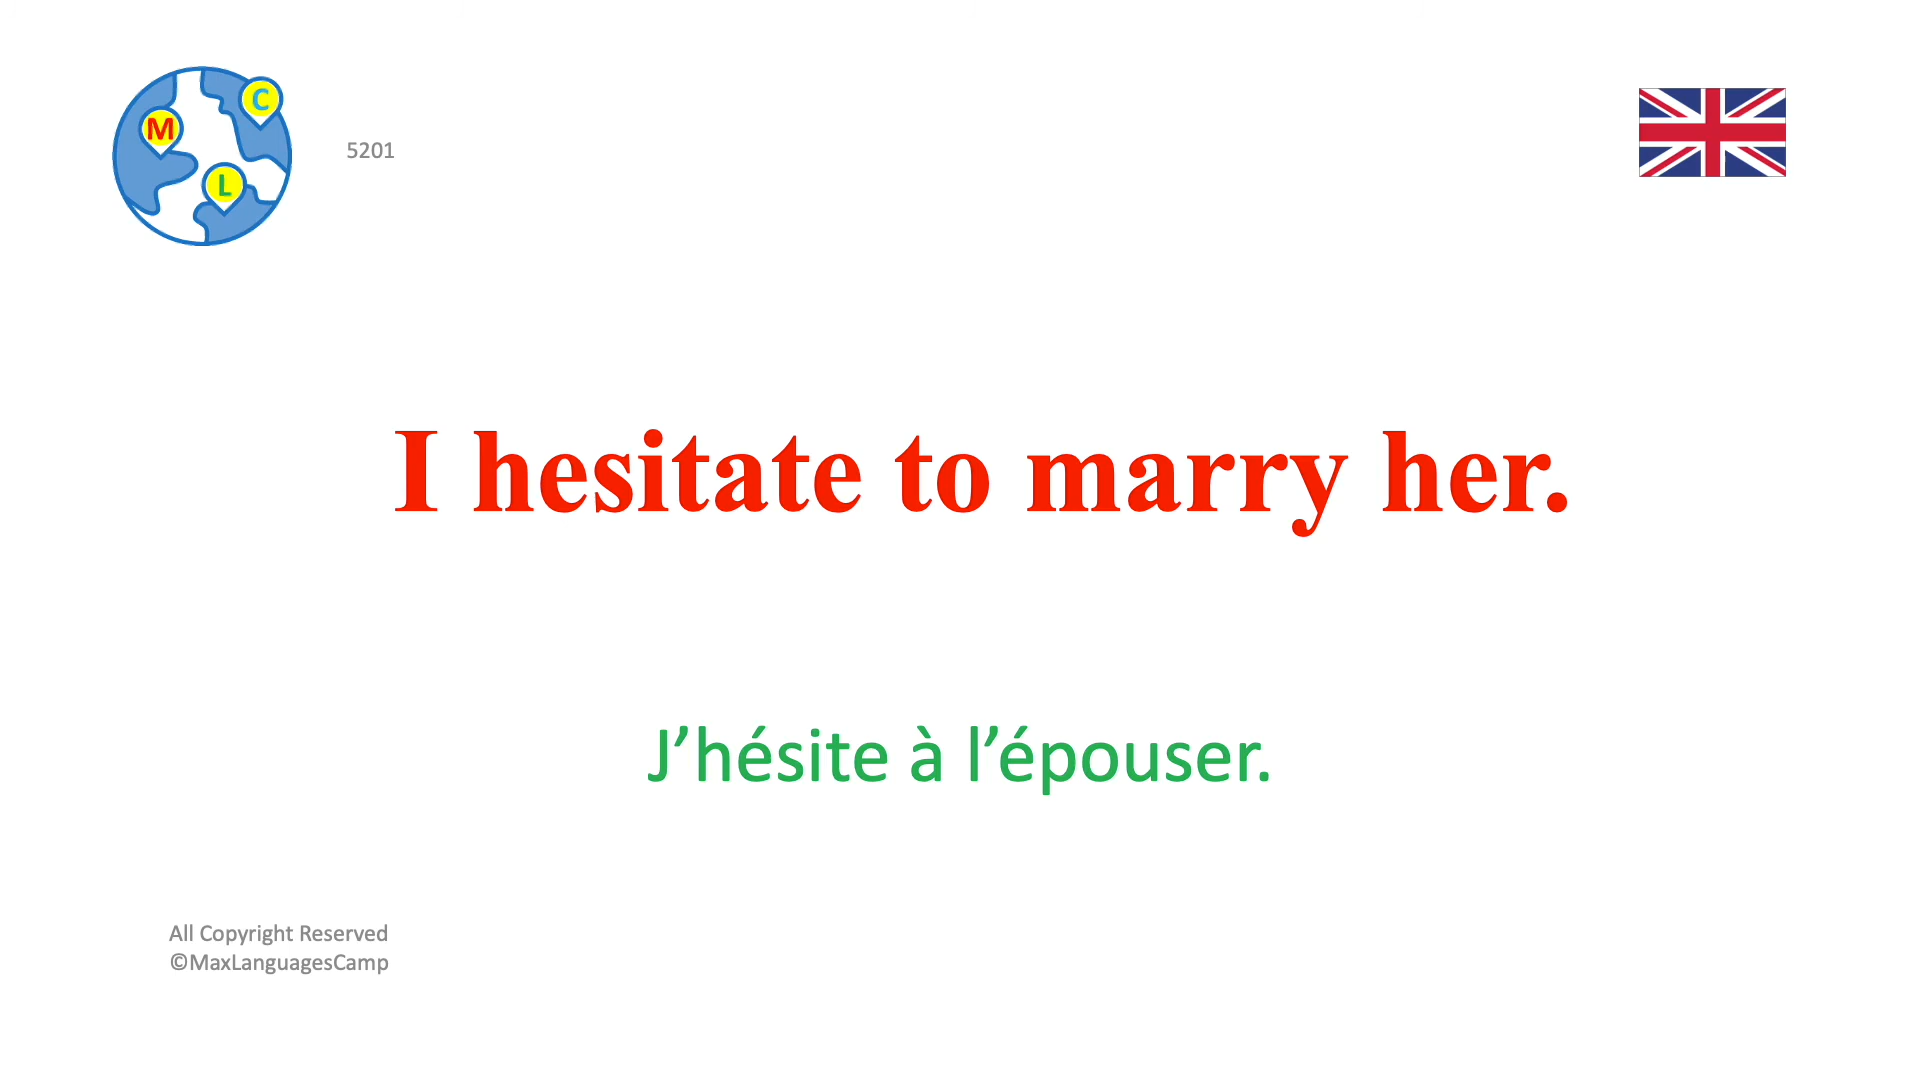 C
M
5201
L
I hesitate to marry her.
J’hésite à l’épouser.
All Copyright Reserved
©MaxLanguagesCamp